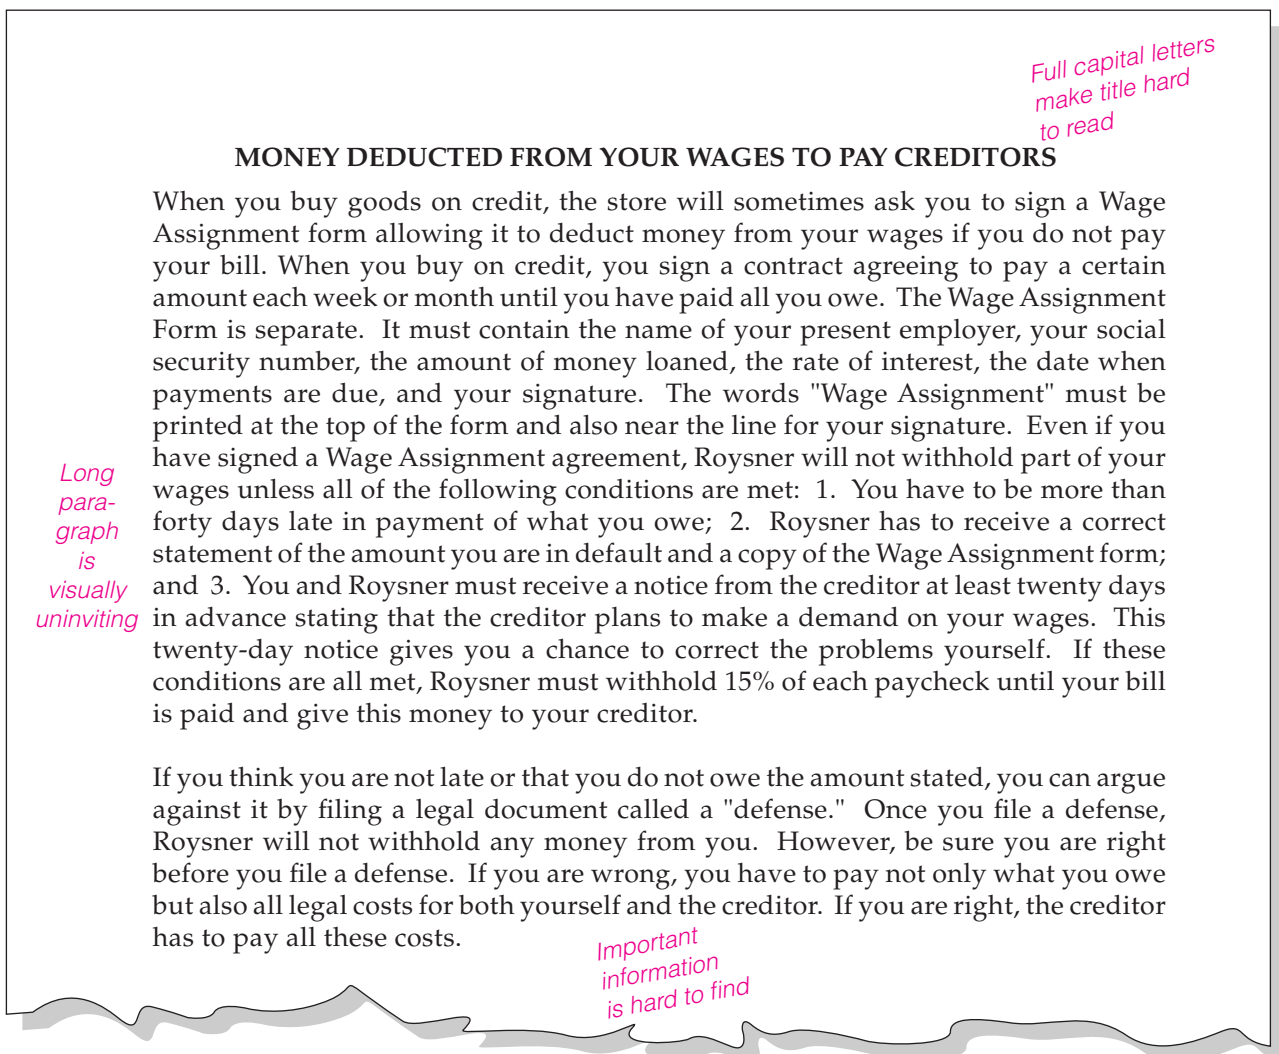 Full capital letters
make title hard
to read
MONEY DEDUCTED FROM YOUR WAGES TO PAY CREDITORS
When you buy goods on credit, the store will sometimes ask you to sign a Wage
Assignment form allowing it to deduct money from your wages if you do not pay
your bill. When you buy on credit, you sign a contract agreeing to pay a certain
amount each week or month until you have paid all you owe. The Wage Assignment
Form is separate. It must contain the name of your present employer, your social
security number, the amount of money loaned, the rate of interest, the date when
payments are due, and your signature. The words "Wage Assignment" must be
printed at the top of the form and also near the line for your signature. Even if you
have signed a Wage Assignment agreement, Roysner will not withhold part of your
wages unless all of the following conditions are met: 1. You have to be more than
forty days late in payment of what you owe; 2. Roysner has to receive a correct
statement of the amount you are in default and a copy of the Wage Assignment form;
and 3. You and Roysner must receive a notice from the creditor at least twenty days
in advance stating that the creditor plans to make a demand on your wages. This
twenty-day notice gives you a chance to correct the problems yourself. If these
conditions are all met, Roysner must withhold 15% of each paycheck until your bill
is paid and give this money to your creditor.
Long
para-
graph
is
visually
uninviting
If you think you are not late or that you do not owe the amount stated, you can argue
against it by filing a legal document called a "defense." Once you file a defense,
Roysner will not withhold any money from you. However, be sure you are right
before you file a defense. If you are wrong, you have to pay not only what you owe
but also all legal costs for both yourself and the creditor. If you are right, the creditor
has to pay all these costs.
Important
information
is hard to find